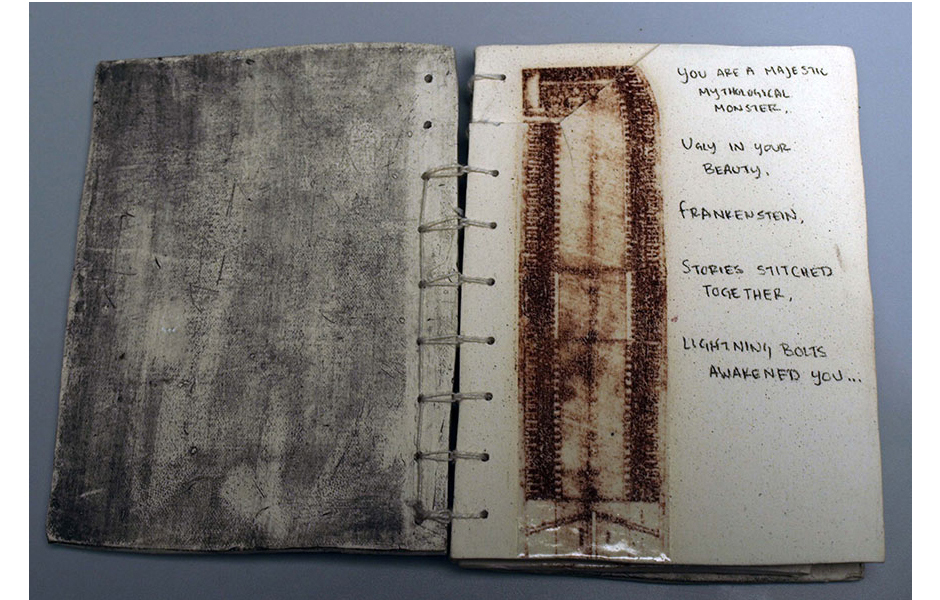 YOU ARE A MAJESTIC
MYTHOLOGICAL
MONSTER.
UGLY IN YOUR
BEAUTY.
FRANKENSTEIN,
STORIES STITCHED
TOGETHER,
LIGHTNING BOLTS
AWAKENED YOU...